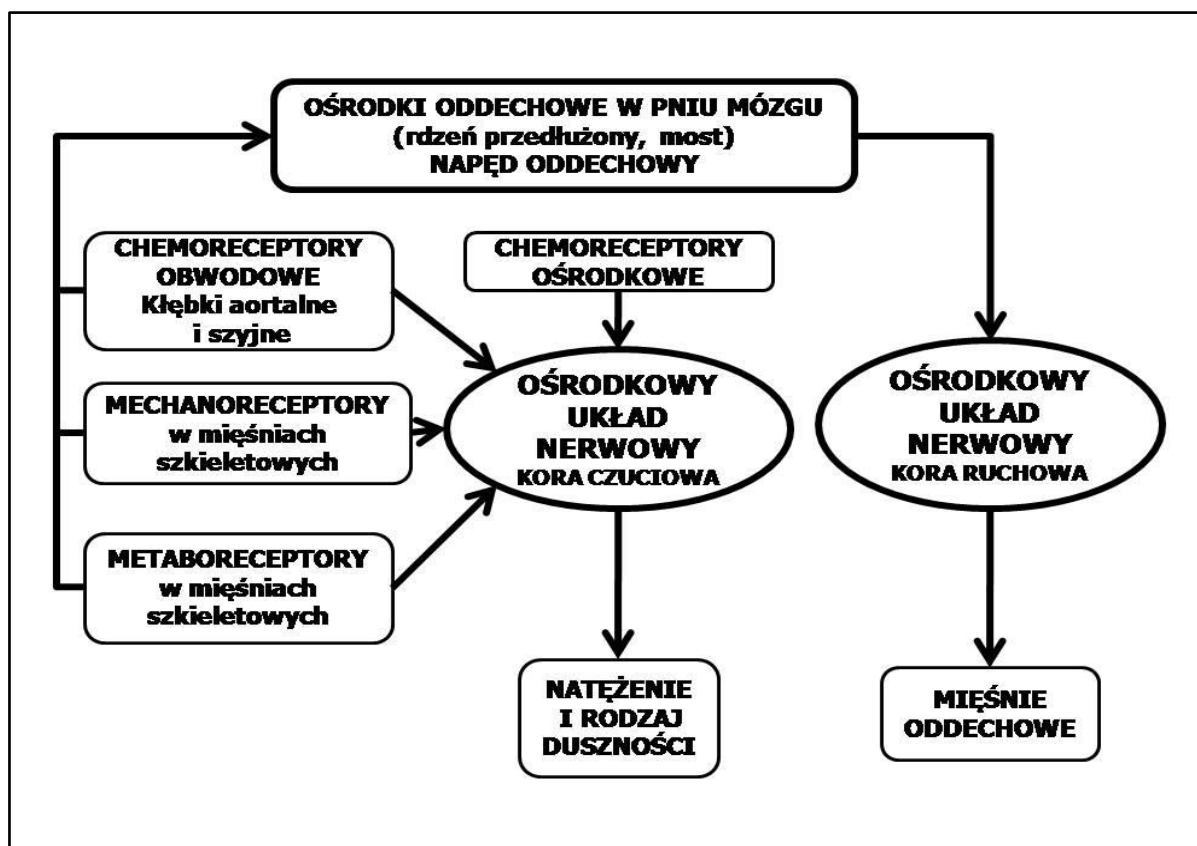 OŚRODKI ODDECHOWE W PNIU MÓZGU
(rdzeń przedłużony, most)
NAPĘD ODDECHOWY
CHEMORECEPTORY
OBWODOWE
Kłębki aortalne
i szyjne
CHEMORECEPTORY
OŚRODKOWE
MECHANORECEPTORY
w mięśniach
szkieletowych
METABORECEPTORY
w mięśniach
szkieletowych
OŚRODKOWY
UKŁAD
NERWOWY
KORA CZUCIOWA
OŚRODKOWY
UKŁAD
NERWOWY
KORA RUCHOWA
NATĘŻENIE
I RODZAJ
DUSZNOŚCI
MIĘŚNIE
ODDECHOWE